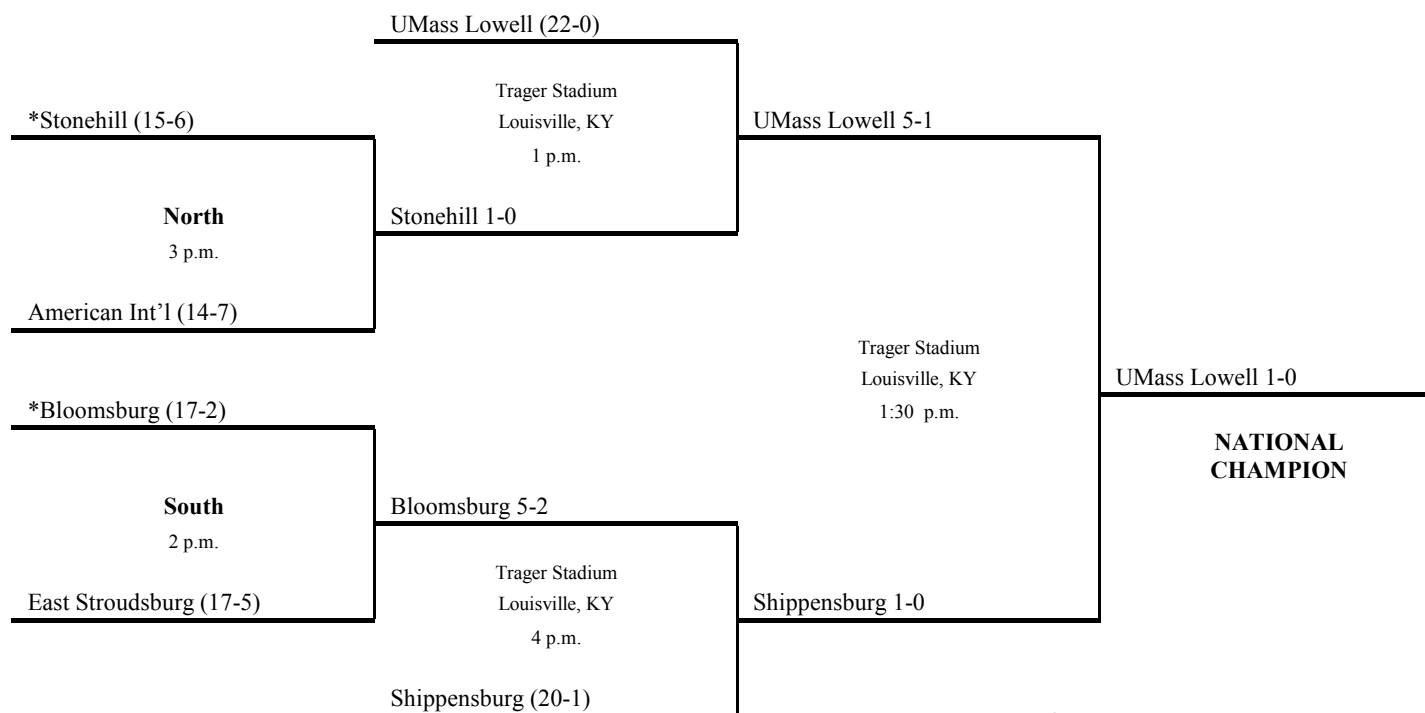 UMass Lowell (22-0)
Trager Stadium
Louisville, KY
1 p.m.
*Stonehill (15-6)
UMass Lowell 5-1
North
3 p.m.
Stonehill 1-0
American Int’l (14-7)
Trager Stadium
Louisville, KY
1:30 p.m.
UMass Lowell 1-0
NATIONAL
CHAMPION
*Bloomsburg (17-2)
South
2 p.m.
Bloomsburg 5-2
East Stroudsburg (17-5)
Trager Stadium
Louisville, KY
4 p.m.
Shippensburg 1-0
Shippensburg (20-1)